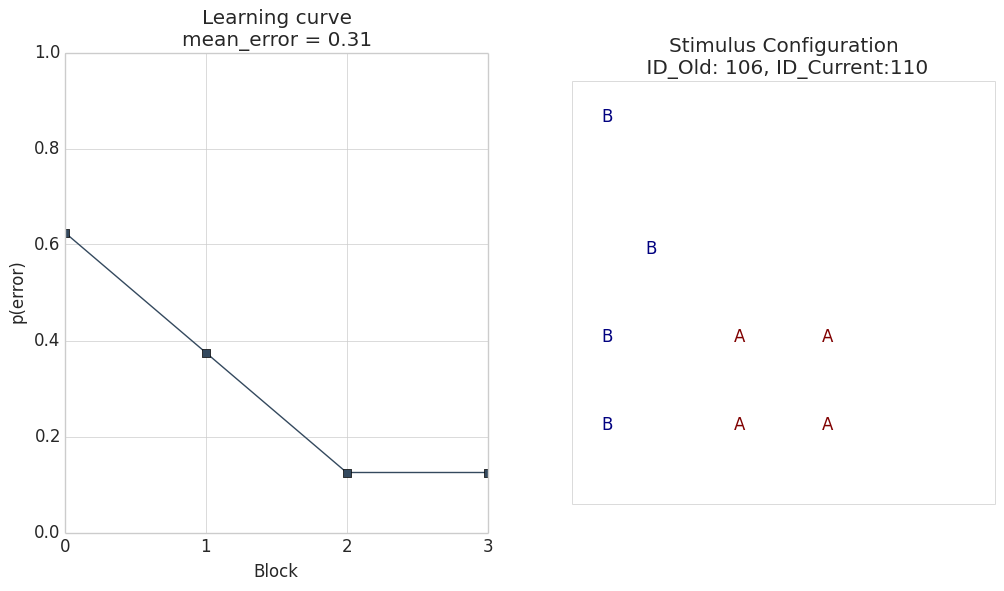 Learning curve
mean_error = 0.31
1.0
0.8
0.6
0.4
0.2
0.0
p(error)
0 1 2 3
Block
Stimulus Configuration
ID_Old: 106, ID_Current:110
B
B
B A A
B A A